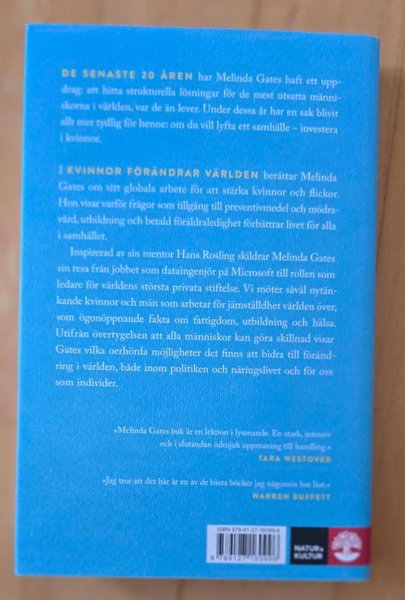 DE SENASTE 20 ÅREN har Melinda Gates haft ett upp-
drag: att hitta strukturella lösningar för de mest utsatta männi-
skorna i världen, var de än lever. Under dessa år har en sak blivit
allt mer tydlig för henne: om du vill lyfta ett samhälle – investera
i kvinnor.
I KVINNOR FÖRÄNDRAR VÄRLDEN berättar Melinda
Gates om sitt globala arbete för att stärka kvinnor och flickor.
Hon visar varför frågor som tillgång till preventivmedel och mödra-
vård, utbildning och betald föräldraledighet förbättrar livet för alla
i samhället.
Inspirerad av sin mentor Hans Rosling skildrar Melinda Gates
sin resa från jobbet som dataingenjör på Microsoft till rollen som
ledare för världens största privata stiftelse. Vi möter såväl nytän-
kande kvinnor och män som arbetar för jämställdhet världen över,
som ögonöppnande fakta om fattigdom, utbildning och hälsa.
Utifrån övertygelsen att alla människor kan göra skillnad visar
Gates vilka oerhörda möjligheter det finns att bidra till föränd-
ring i världen, både inom politiken och näringslivet och för oss
som individer.
»Melinda Gates bok är en lektion i lyssnande. En stark, intensiv
och i slutändan ödmjuk uppmaning till handling.«
TARA WESTOVER
»Jag tror att det här är en av de bästa böcker jag någonsin har läst.«
WARREN BUFFETT
ISBN 978-91-27-16099-6
9 789127 160996
NATUR &
KULTUR